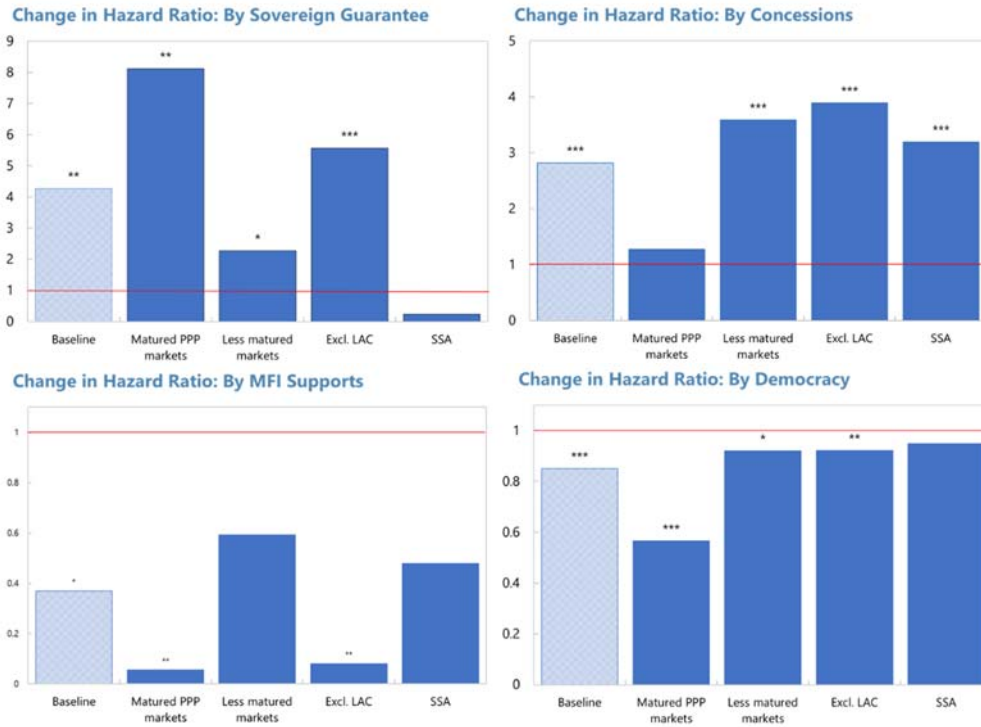 Change in Hazard Ratio: By Sovereign Guarantee
9
8
7
6
5
4
3
2
1
0
**
**
*
***
Baseline
Matured PPP
markets
Less matured
markets
Excl. LAC
SSA
Change in Hazard Ratio: By Concessions
5
4
3
2
1
0
***
***
***
***
Baseline
Matured PPP
markets
Less matured
markets
Excl. LAC
SSA
Change in Hazard Ratio: By MFI Supports
1
0.6
0.4
0.2
0
*
**
**
Baseline
Matured PPP
markets
Less matured
markets
Excl. LAC
SSA
Change in Hazard Ratio: By Democracy
1
0.8
0.6
0.4
0.2
0
***
***
*
**
Baseline
Matured PPP
markets
Less matured
markets
Excl. LAC
SSA